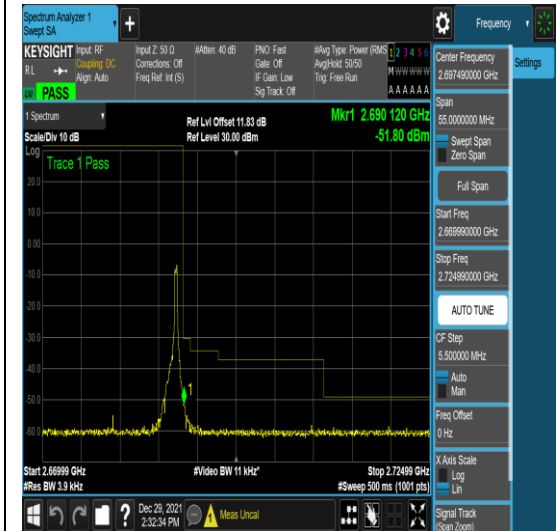 Spectrum Analyzer 1
Swept SA
Frequency
KEYSIGHT
RL
Input: RF
Coupling: DC
Align: Auto
Input Z: 50 Ω
Corrections: Off
Freq Ref: Int (S)
#Atten: 40 dB
PNO: Fast
Gate: Off
IF Gain: Low
Sig Track: Off
#Avg Type: Power (RMS
Avg|Hold: 50/50
Trig: Free Run
1 2 3 4 5 6
M W W W W W
A A A A A A
PASS
1 Spectrum
Scale/Div 10 dB
Ref Lvl Offset 11.83 dB
Ref Level 30.00 dBm
Mkr1 2.690 120 GHz
-51.80 dBm
Log
Trace 1 Pass
20.0
10.0
0.00
-10.0
-20.0
-30.0
-40.0
-50.0
-60.0
1
Start 2.66999 GHz
#Res BW 3.9 kHz
#Video BW 11 kHz*
Stop 2.72499 GHz
#Sweep 500 ms (1001 pts)
Dec 29, 2021
2:32:34 PM
Meas Uncal
Center Frequency
2.697490000 GHz
Settings
Span
55.0000000 MHz
Swept Span
Zero Span
Full Span
Start Freq
2.669990000 GHz
Stop Freq
2.724990000 GHz
AUTO TUNE
CF Step
5.500000 MHz
Auto
Man
Freq Offset
0 Hz
X Axis Scale
Log
Lin
Signal Track
(Span Zoom)